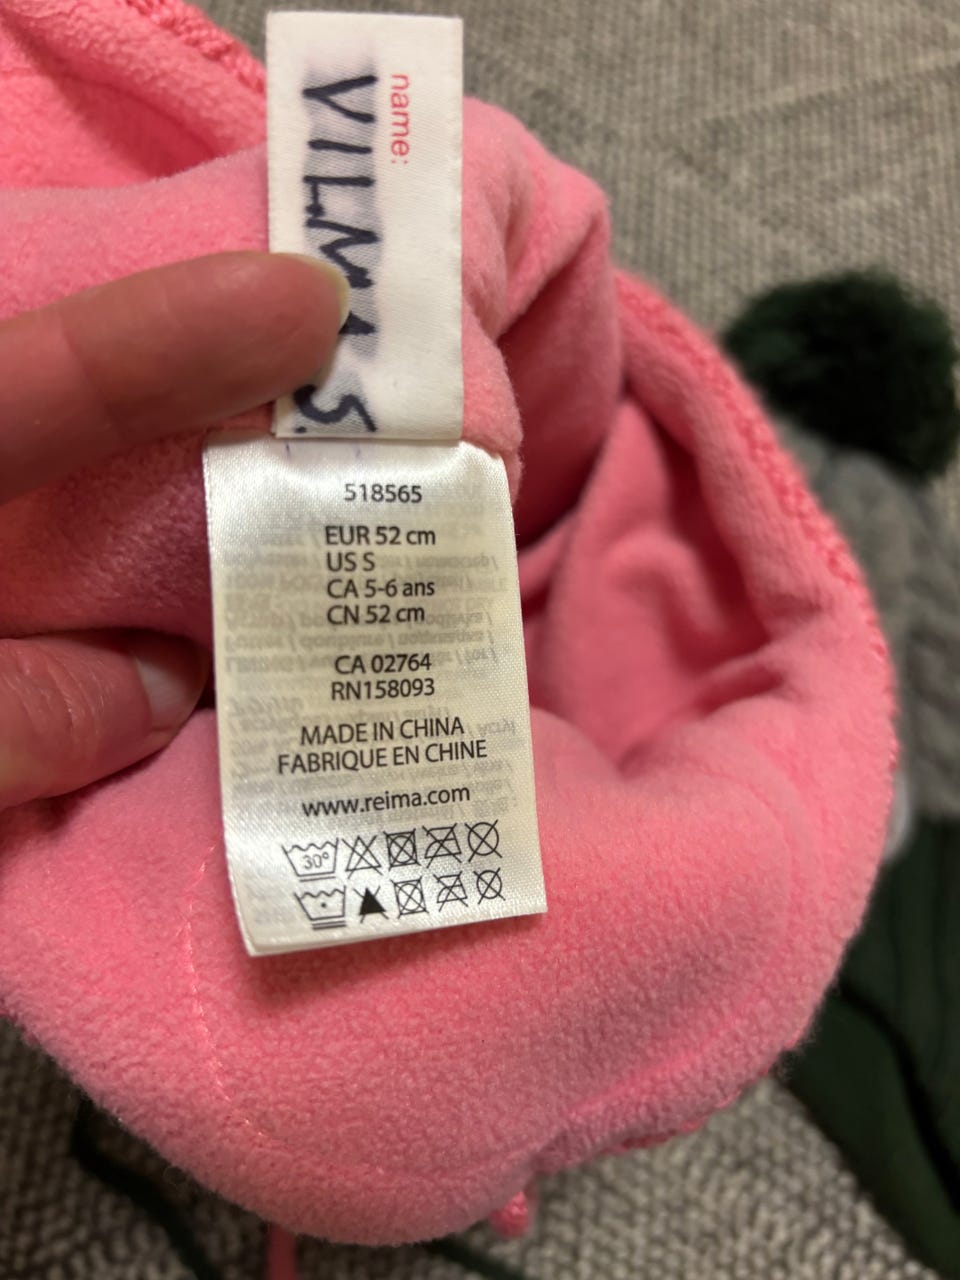 name:
VILMA S.
518565
EUR 52 cm
US S
CA 5-6 ans
CN 52 cm
CA 02764
RN158093
MADE IN CHINA
FABRIQUE EN CHINE
www.reima.com
30°